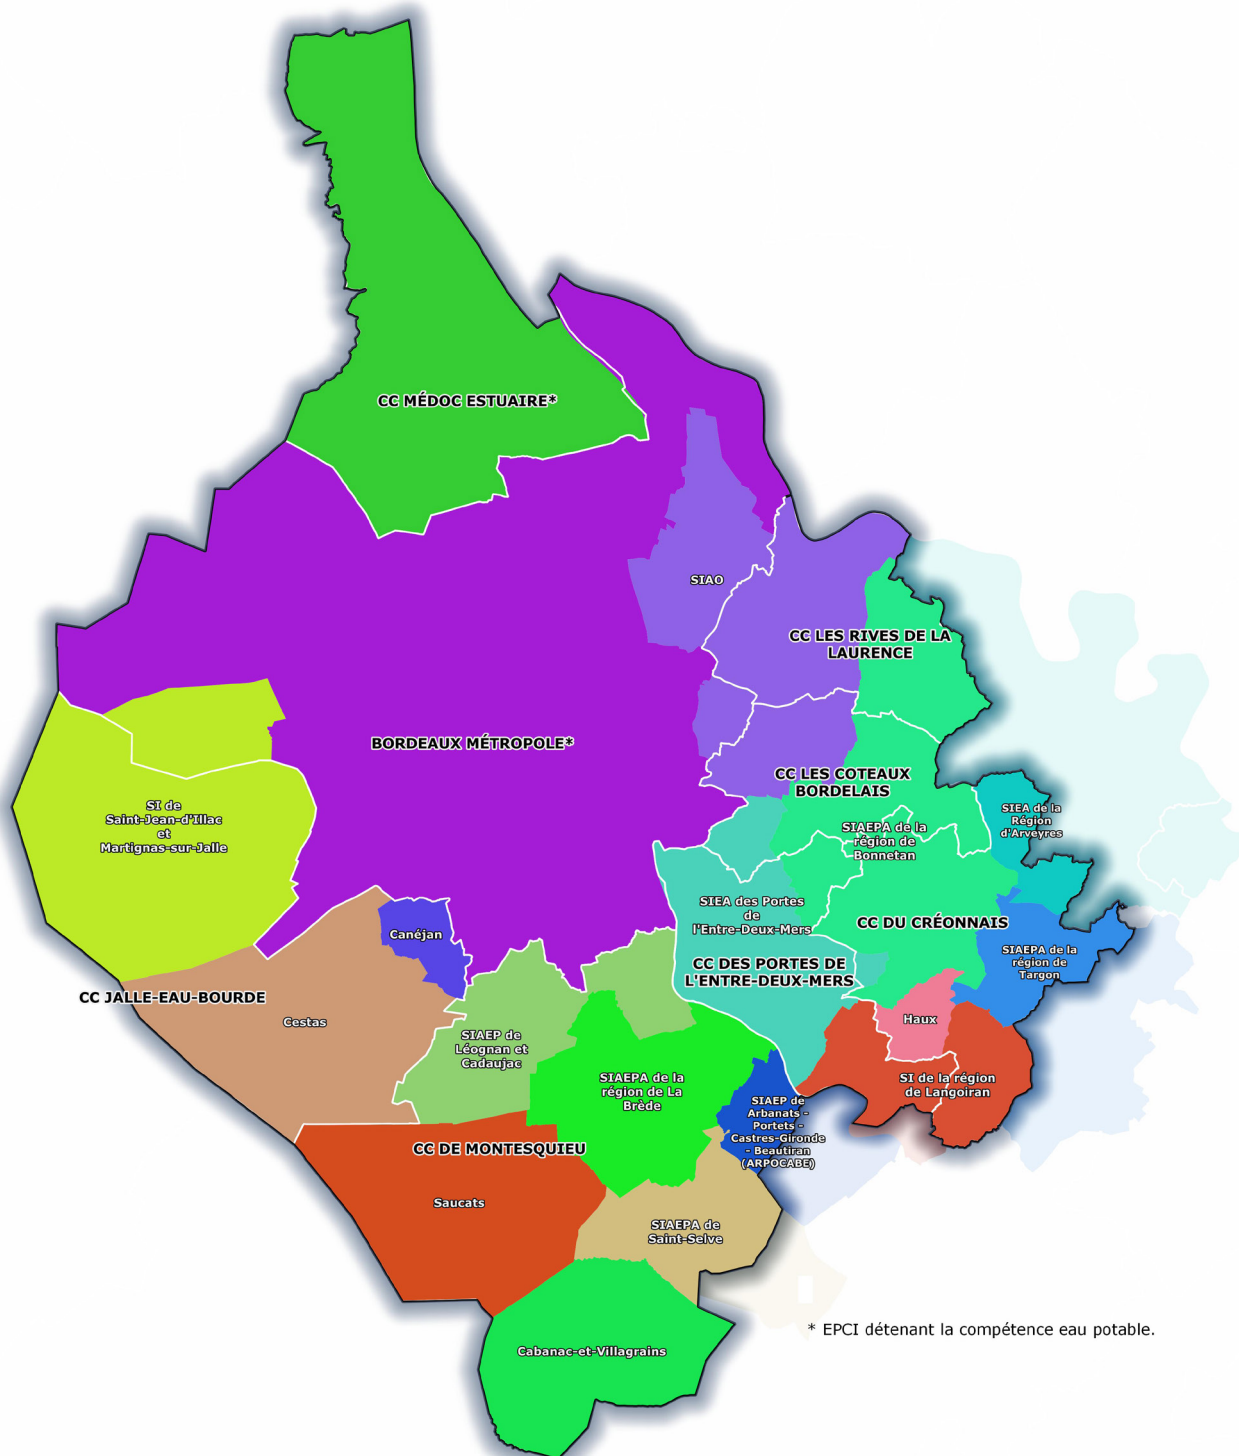 CC MÉDOC ESTUAIRE*
SIAO
CC LES RIVES DE LA
LAURENCE
BORDEAUX MÉTROPOLE*
CC LES COTEAUX
BORDELAIS
SI de
Saint-Jean-d'Illac
et
Martignas-sur-Jalle
SIEA de la
Région
d'Arveyres
SIAEPA de la
région de
Bonnetan
SIEA des Portes
de
l'Entre-Deux-Mers
CC DU CRÉONNAIS
Canéjan
SIAEPA de la
région de
Targon
CC DES PORTES DE
L'ENTRE-DEUX-MERS
CC JALLE-EAU-BOURDE
Cestas
Haux
SIAEP de
Léognan et
Cadaujac
SIAEPA de la
région de La
Brède
SI de la région
de Langoiran
SIAEP de
Arbanats -
Portets -
Castres-Gironde
- Beautiran
(ARPOCABE)
CC DE MONTESQUIEU
Saucats
SIAEPA de
Saint-Selve
* EPCI détenant la compétence eau potable.
Cabanac-et-Villagrains